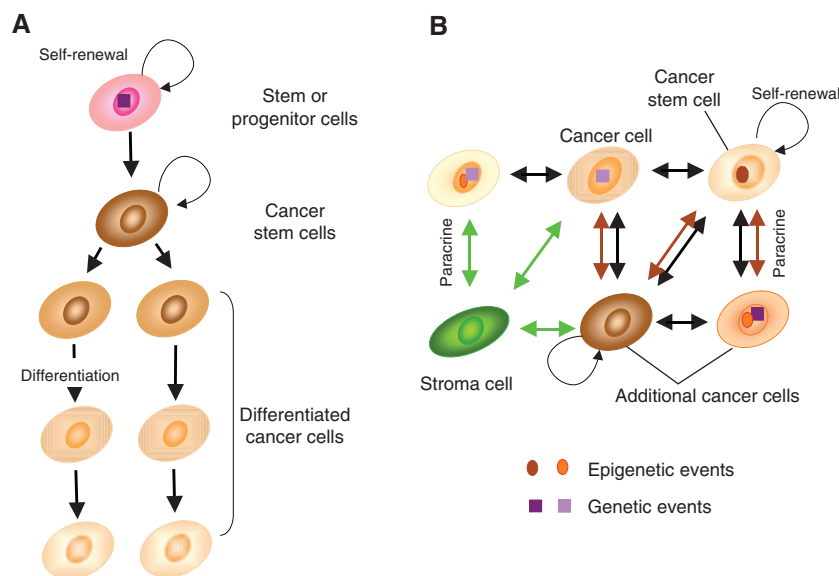 A
Self-renewal
Stem or
progenitor cells
Cancer
stem cells
Differentiation
Differentiated
cancer cells
B
Cancer
stem cell
Self-renewal
Cancer cell
Paracrine
Paracrine
Stroma cell
Additional cancer cells
Epigenetic events
Genetic events